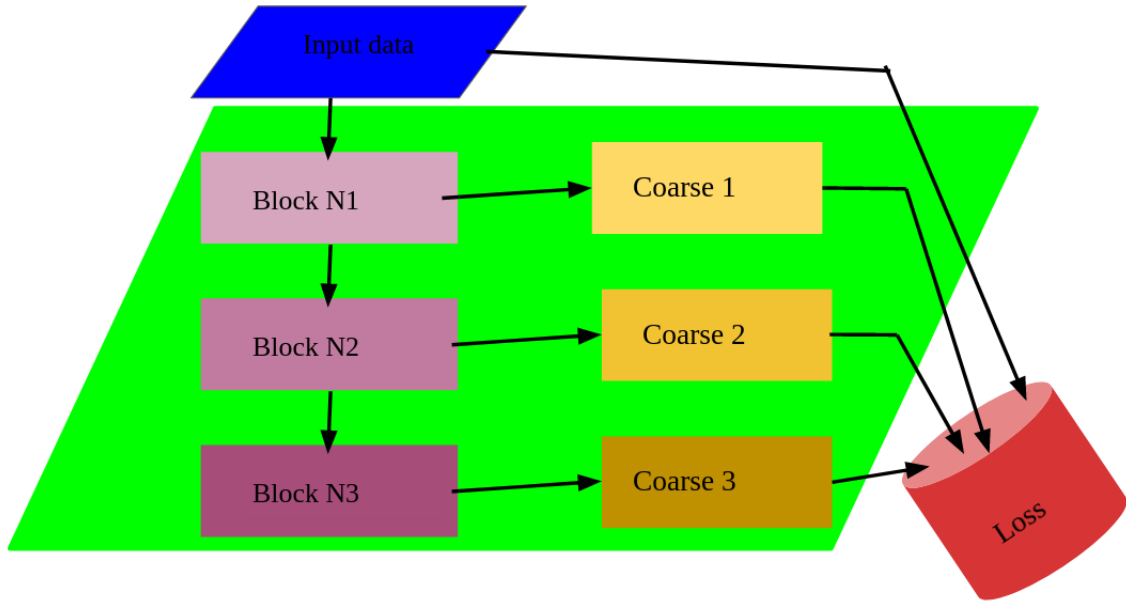 Input data
Block N1
Coarse 1
Block N2
Coarse 2
Block N3
Coarse 3
Loss